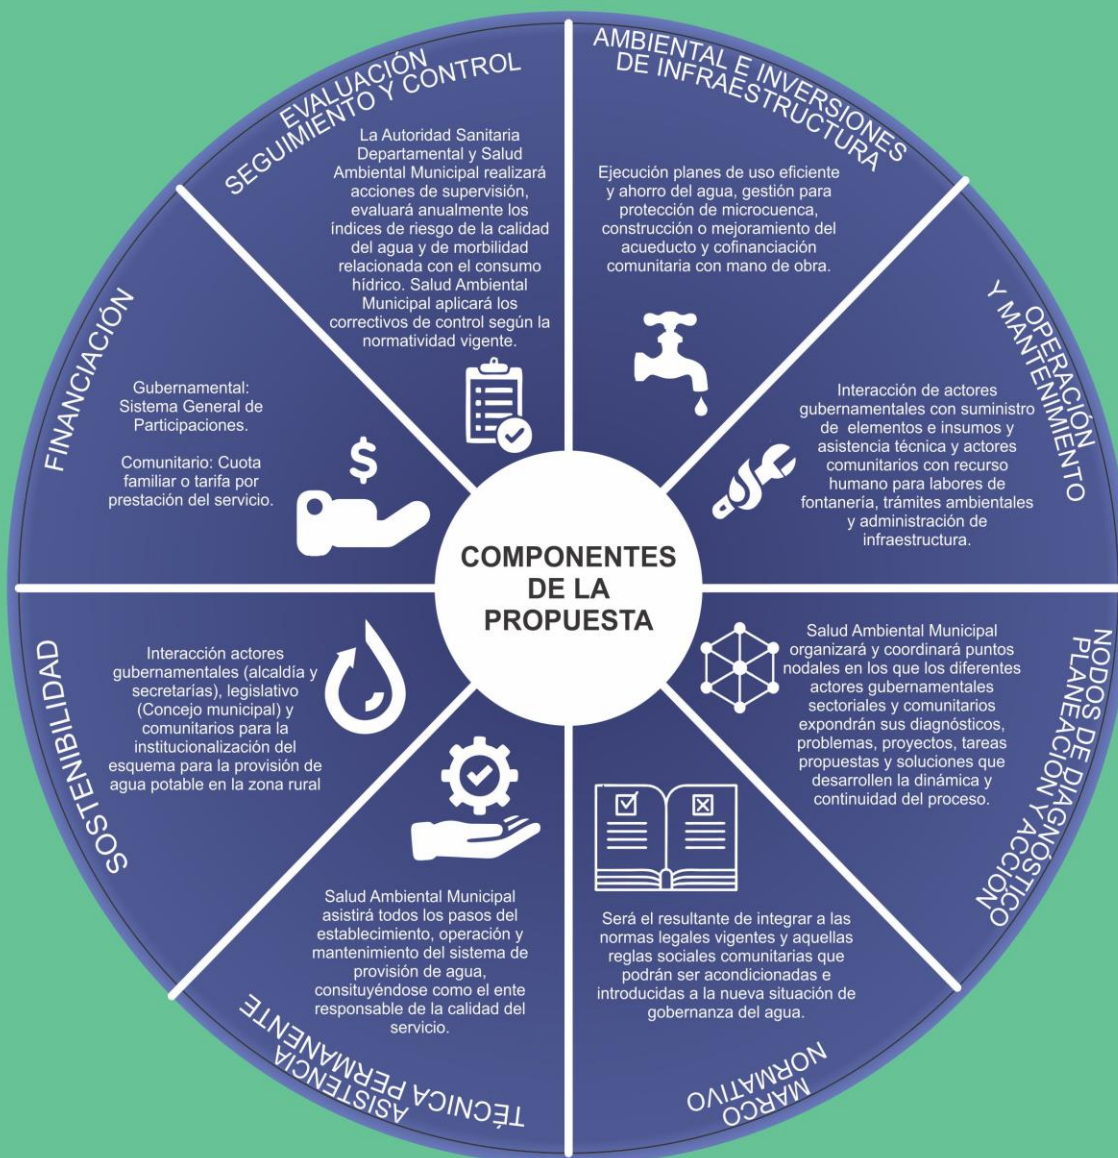 COMPONENTES
DE LA
PROPUESTA
AMBIENTAL E INVERSIONES
DE INFRAESTRUCTURA
Ejecución planes de uso eficiente
y ahorro del agua, gestión para
protección de microcuenca,
construcción o mejoramiento del
acueducto y cofinanciación
comunitaria con mano de obra.
OPERACIÓN
Y MANTENIMIENTO
Interacción de actores
gubernamentales con suministro
de elementos e insumos y
asistencia técnica y actores
comunitarios con recurso
humano para labores de
fontanería, trámites ambientales
y administración de
infraestructura.
NODOS DE DIAGNÓSTICO
PLANEACIÓN Y ACCIÓN
Salud Ambiental Municipal
organizará y coordinará puntos
nodales en los que los diferentes
actores gubernamentales
sectoriales y comunitarios
expondrán sus diagnósticos,
problemas, proyectos, tareas
propuestas y soluciones que
desarrollen la dinámica y
continuidad del proceso.
MARCO
NORMATIVO
Será el resultante de integrar a las
normas legales vigentes y aquellas
reglas sociales comunitarias que
podrán ser acondicionadas e
introducidas a la nueva situación de
gobernanza del agua.
ASISTENCIA
TÉCNICA PERMANENTE
Salud Ambiental Municipal
asistirá todos los pasos del
establecimiento, operación y
mantenimiento del sistema de
provisión de agua,
consituyéndose como el ente
responsable de la calidad del
servicio.
SOSTENIBILIDAD
Interacción actores
gubernamentales (alcaldía y
secretarías), legislativo
(Concejo municipal) y
comunitarios para la
institucionalización del
esquema para la provisión de
agua potable en la zona rural
FINANCIACIÓN
Gubernamental:
Sistema General de
Participaciones.
Comunitario: Cuota
familiar o tarifa por
prestación del servicio.
$
EVALUACIÓN
SEGUIMIENTO Y CONTROL
La Autoridad Sanitaria
Departamental y Salud
Ambiental Municipal realizará
acciones de supervisión,
evaluará anualmente los
índices de riesgo de la calidad
del agua y de morbilidad
relacionada con el consumo
hídrico. Salud Ambiental
Municipal aplicará los
correctivos de control según la
normatividad vigente.